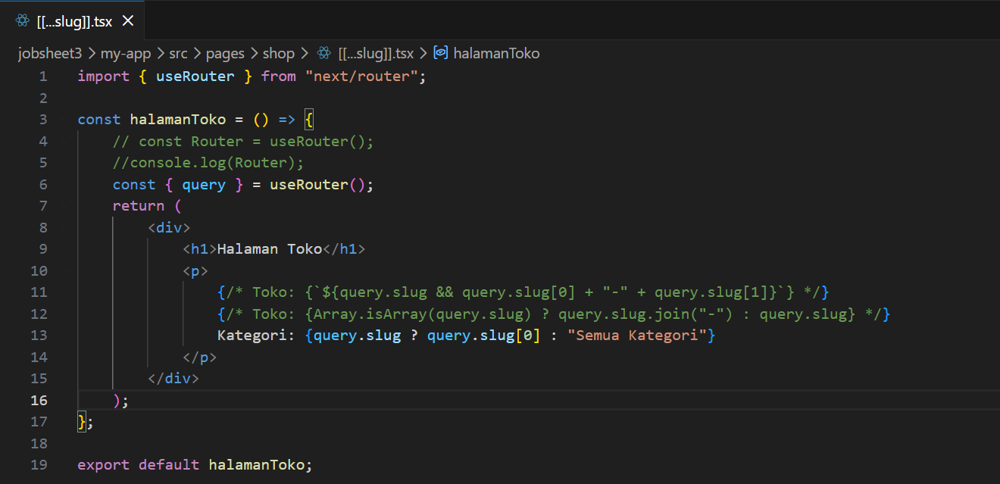 [[...slug]].tsx
jobsheet3 > my-app > src > pages > shop > [[...slug]].tsx > halamanToko
1 import { useRouter } from "next/router";
2
3 const halamanToko = () => {
4     // const Router = useRouter();
5     //console.log(Router);
6     const { query } = useRouter();
7     return (
8         <div>
9             <h1>Halaman Toko</h1>
10             <p>
11                 {/* Toko: {`${query.slug && query.slug[0] + "-" + query.slug[1]}`} */}
12                 {/* Toko: {Array.isArray(query.slug) ? query.slug.join("-") : query.slug} */}
13                 Kategori: {query.slug ? query.slug[0] : "Semua Kategori"}
14             </p>
15         </div>
16     );
17 };
18
19 export default halamanToko;